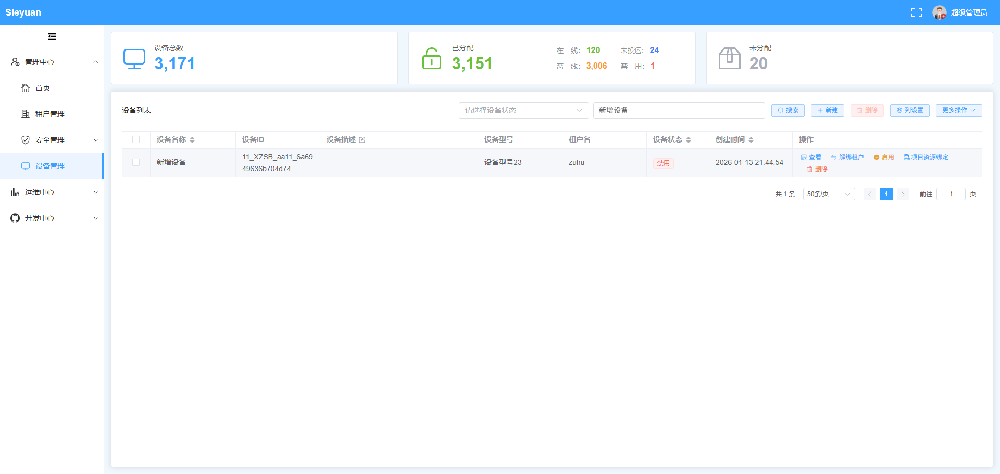 Sieyuan
超级管理员
管理中心
首页
租户管理
安全管理
设备管理
运维中心
开发中心
设备总数
3,171
已分配
3,151
在 线: 120
未投运: 24
离 线: 3,006
禁 用: 1
未分配
20
设备列表
请选择设备状态
新增设备
搜索
新建
删除
列设置
更多操作
设备名称 设备ID 设备描述 设备型号 租户名 设备状态 创建时间 操作
新增设备
11_XZSB_aa11_6a69
49636b704d74
-
设备型号23
zuhu
禁用
2026-01-13 21:44:54
查看 解绑租户 启用 项目资源绑定
删除
共 1 条 50条/页 1 前往 1 页